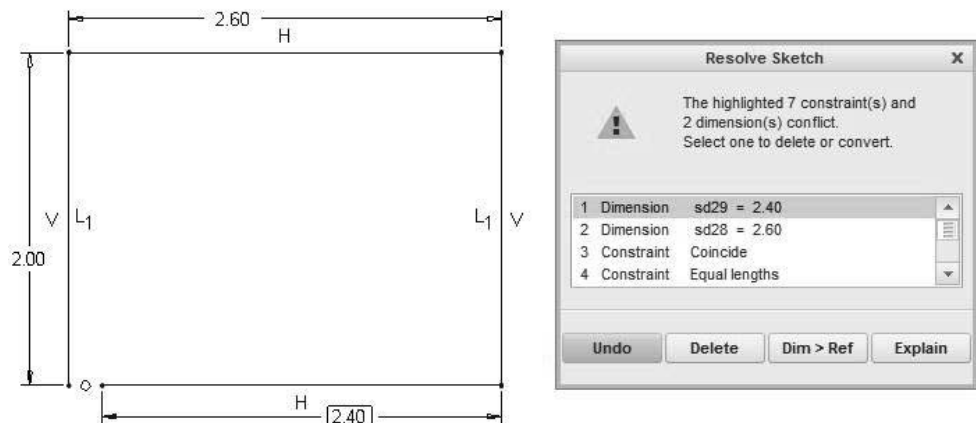 2.60
H
V L1
L1 V
2.00
H
2.40
Resolve Sketch X
The highlighted 7 constraint(s) and
2 dimension(s) conflict.
Select one to delete or convert.
1 Dimension sd29 = 2.40
2 Dimension sd28 = 2.60
3 Constraint Coincide
4 Constraint Equal lengths
Undo Delete Dim > Ref Explain